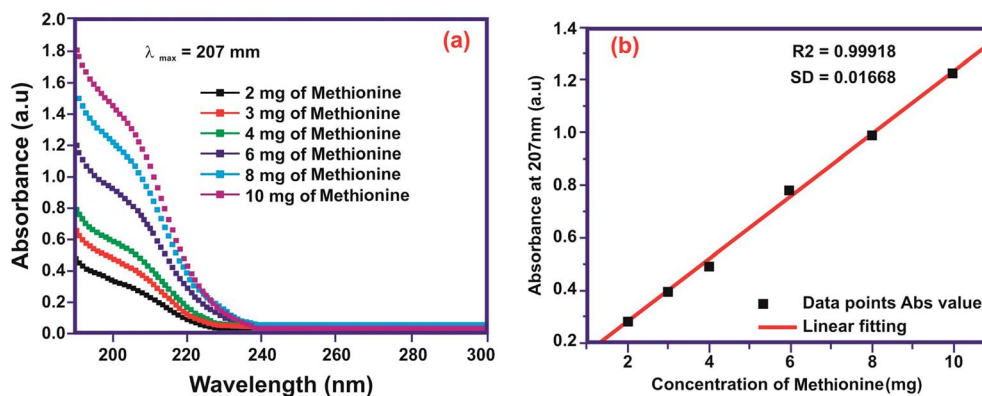 (a)
λ max = 207 mm
2 mg of Methionine
3 mg of Methionine
4 mg of Methionine
6 mg of Methionine
8 mg of Methionine
10 mg of Methionine
Absorbance (a.u)
2.0
1.8
1.6
1.4
1.2
1.0
0.8
0.6
0.4
0.2
0.0
200
220
240
260
280
300
Wavelength (nm)
(b)
R2 = 0.99918
SD = 0.01668
Data points Abs value
Linear fitting
Absorbance at 207nm (a.u)
1.4
1.2
1.0
0.8
0.6
0.4
0.2
2
4
6
8
10
Concentration of Methionine(mg)